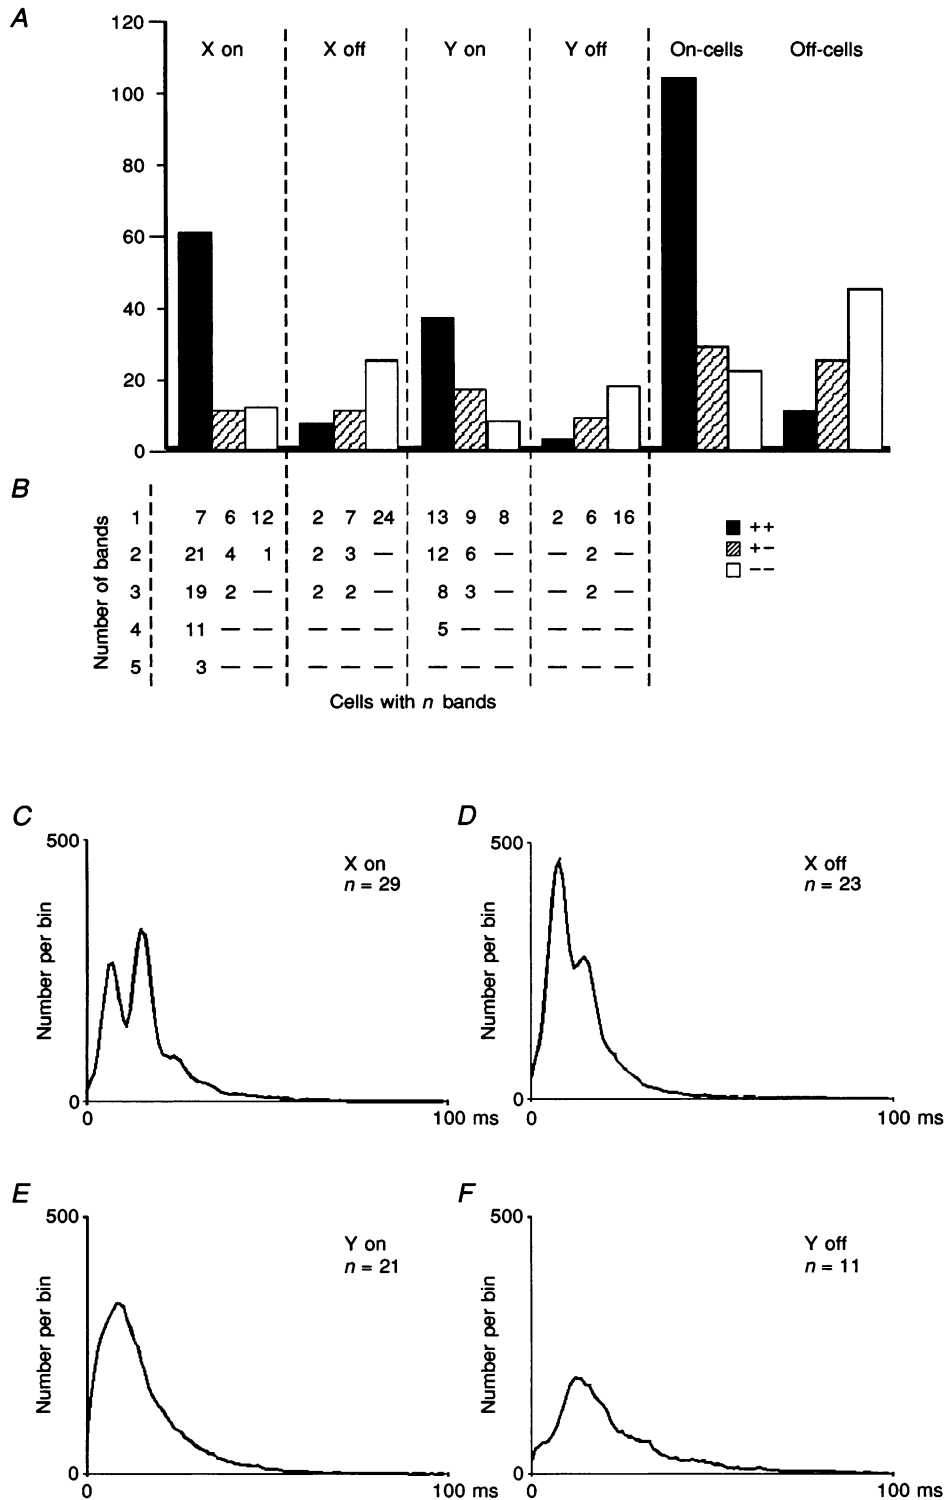 A
120
100
80
60
40
20
0
X on X off Y on Y off On-cells Off-cells
B
Number of bands
1 7 6 12 2 7 24 13 9 8 2 6 16
2 21 4 1 2 3 — 12 6 — — 2 —
3 19 2 — 2 2 — 8 3 — — 2 —
4 11 — — — — — 5 — — — — —
5 3 — — — — — — — — — — —
Cells with n bands
++
+−
−−
C
500
Number per bin
0
0 100 ms
X on
n = 29
D
500
Number per bin
0
0 100 ms
X off
n = 23
E
500
Number per bin
0
0 100 ms
Y on
n = 21
F
500
Number per bin
0
0 100 ms
Y off
n = 11